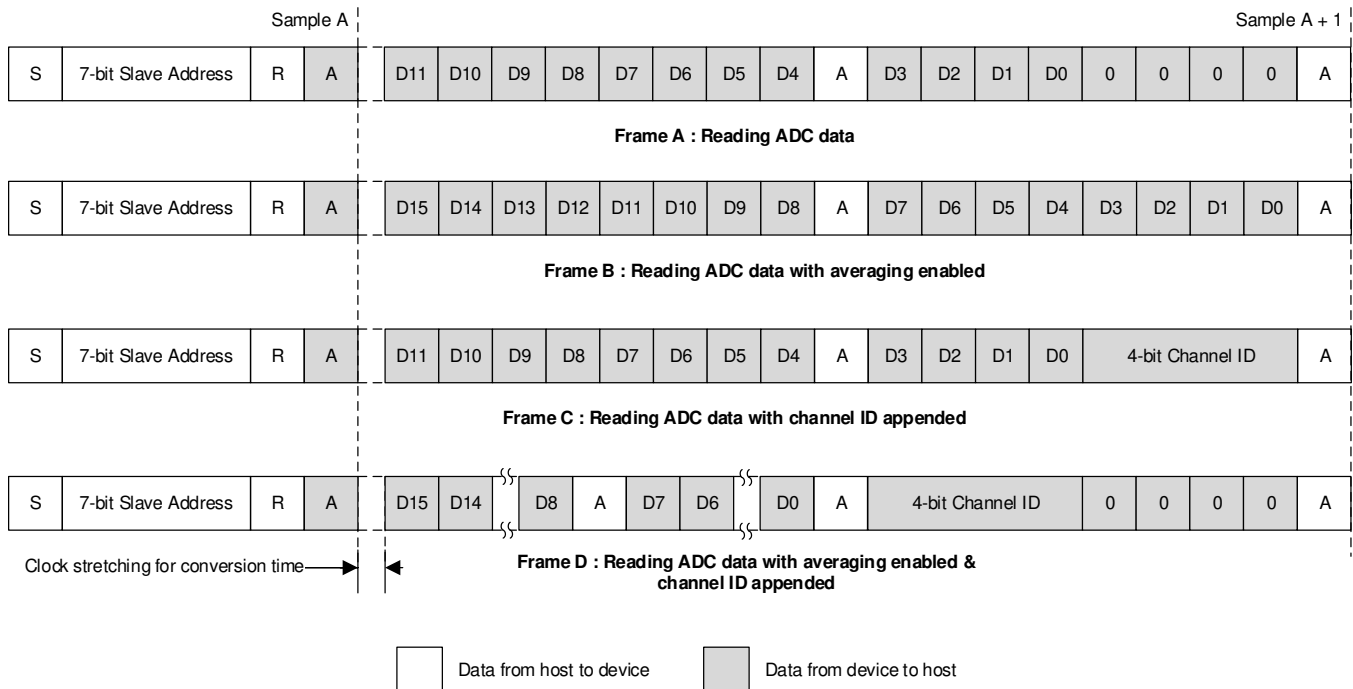 Sample A Sample A + 1
S 7-bit Slave Address R A D11 D10 D9 D8 D7 D6 D5 D4 A D3 D2 D1 D0 0 0 0 0 A
Frame A : Reading ADC data
S 7-bit Slave Address R A D15 D14 D13 D12 D11 D10 D9 D8 A D7 D6 D5 D4 D3 D2 D1 D0 A
Frame B : Reading ADC data with averaging enabled
S 7-bit Slave Address R A D11 D10 D9 D8 D7 D6 D5 D4 A D3 D2 D1 D0 4-bit Channel ID A
Frame C : Reading ADC data with channel ID appended
S 7-bit Slave Address R A D15 D14 D8 A D7 D6 D0 A 4-bit Channel ID 0 0 0 0 A
Clock stretching for conversion time
Frame D : Reading ADC data with averaging enabled &
channel ID appended
Data from host to device Data from device to host